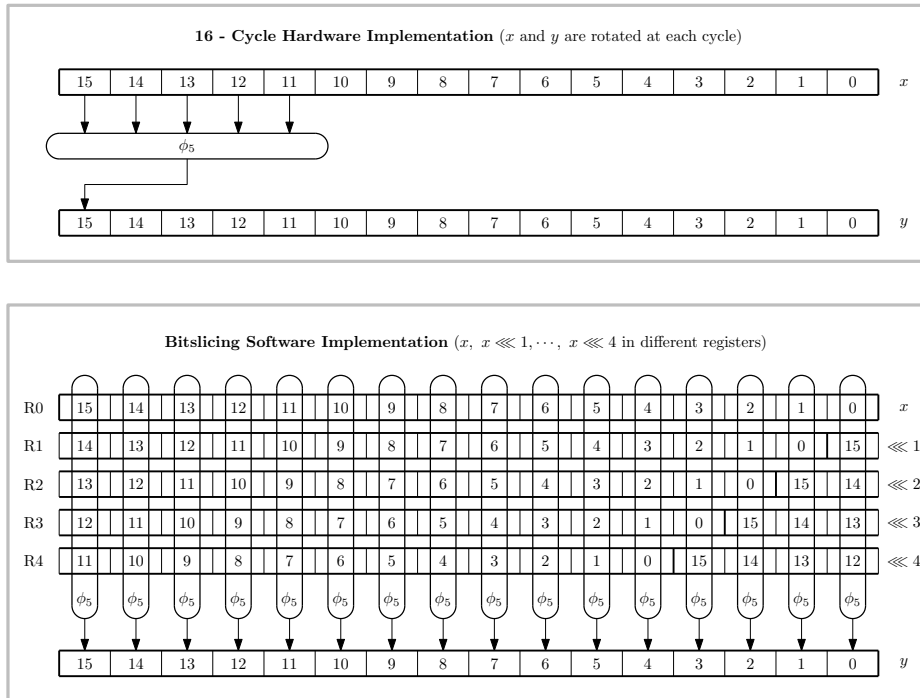 16 - Cycle Hardware Implementation (x and y are rotated at each cycle)
15 14 13 12 11 10 9 8 7 6 5 4 3 2 1 0 x
ϕ5
15 14 13 12 11 10 9 8 7 6 5 4 3 2 1 0 y
Bitslicing Software Implementation (x, x ⋘ 1, ⋯, x ⋘ 4 in different registers)
R0 15 14 13 12 11 10 9 8 7 6 5 4 3 2 1 0 x
R1 14 13 12 11 10 9 8 7 6 5 4 3 2 1 0 15 ⋘ 1
R2 13 12 11 10 9 8 7 6 5 4 3 2 1 0 15 14 ⋘ 2
R3 12 11 10 9 8 7 6 5 4 3 2 1 0 15 14 13 ⋘ 3
R4 11 10 9 8 7 6 5 4 3 2 1 0 15 14 13 12 ⋘ 4
ϕ5 ϕ5 ϕ5 ϕ5 ϕ5 ϕ5 ϕ5 ϕ5 ϕ5 ϕ5 ϕ5 ϕ5 ϕ5 ϕ5 ϕ5 ϕ5
15 14 13 12 11 10 9 8 7 6 5 4 3 2 1 0 y